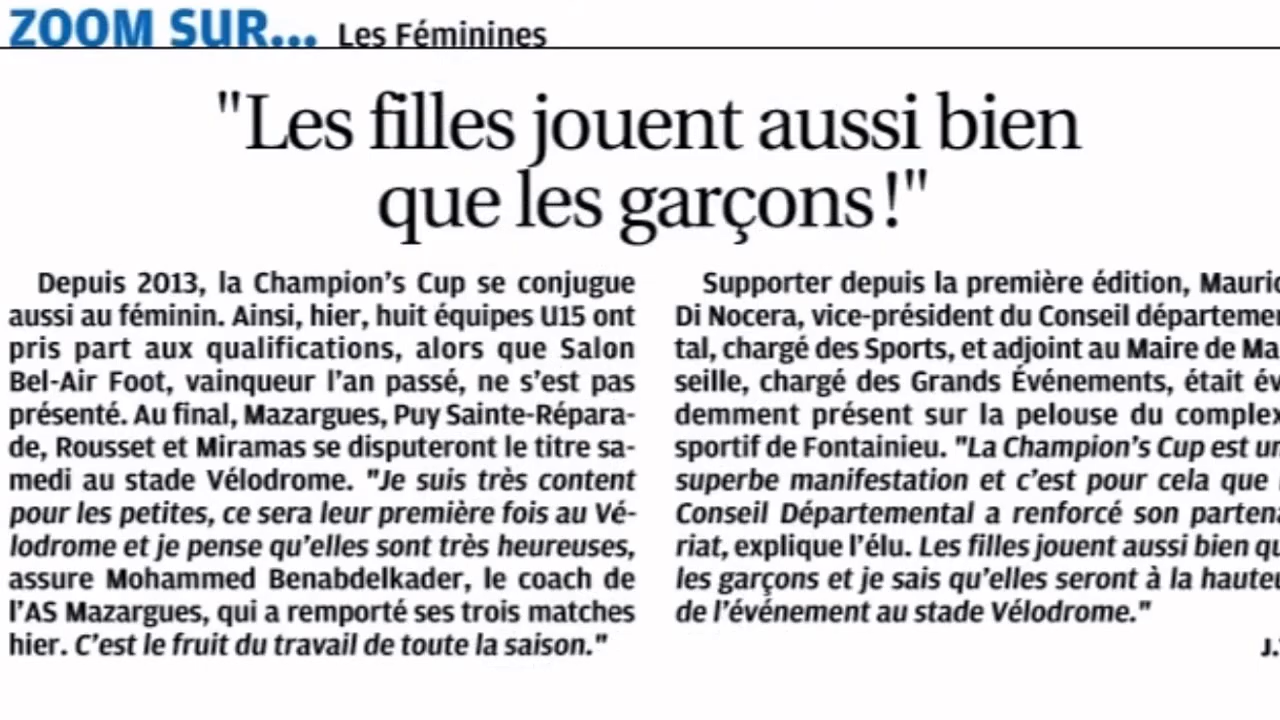 ZOOM SUR... Les Féminines
"Les filles jouent aussi bien
que les garçons !"
Depuis 2013, la Champion's Cup se conjugue
aussi au féminin. Ainsi, hier, huit équipes U15 ont
pris part aux qualifications, alors que Salon
Bel-Air Foot, vainqueur l'an passé, ne s'est pas
présenté. Au final, Mazargues, Puy Sainte-Répara-
de, Rousset et Miramas se disputeront le titre sa-
medi au stade Vélodrome. "Je suis très content
pour les petites, ce sera leur première fois au Vé-
lodrome et je pense qu'elles sont très heureuses,
assure Mohammed Benabdelkader, le coach de
l'AS Mazargues, qui a remporté ses trois matches
hier. C'est le fruit du travail de toute la saison."
Supporter depuis la première édition,
Di Nocera, vice-président du Conseil
tal, chargé des Sports, et adjoint au Maire de
seille, chargé des Grands Événements, était
demment présent sur la pelouse du
sportif de Fontainieu. "La Champion's Cup est
superbe manifestation et c'est pour cela que
Conseil Départemental a renforcé son
riat, explique l'élu. Les filles jouent aussi bien
les garçons et je sais qu'elles seront à la
de l'événement au stade Vélodrome."